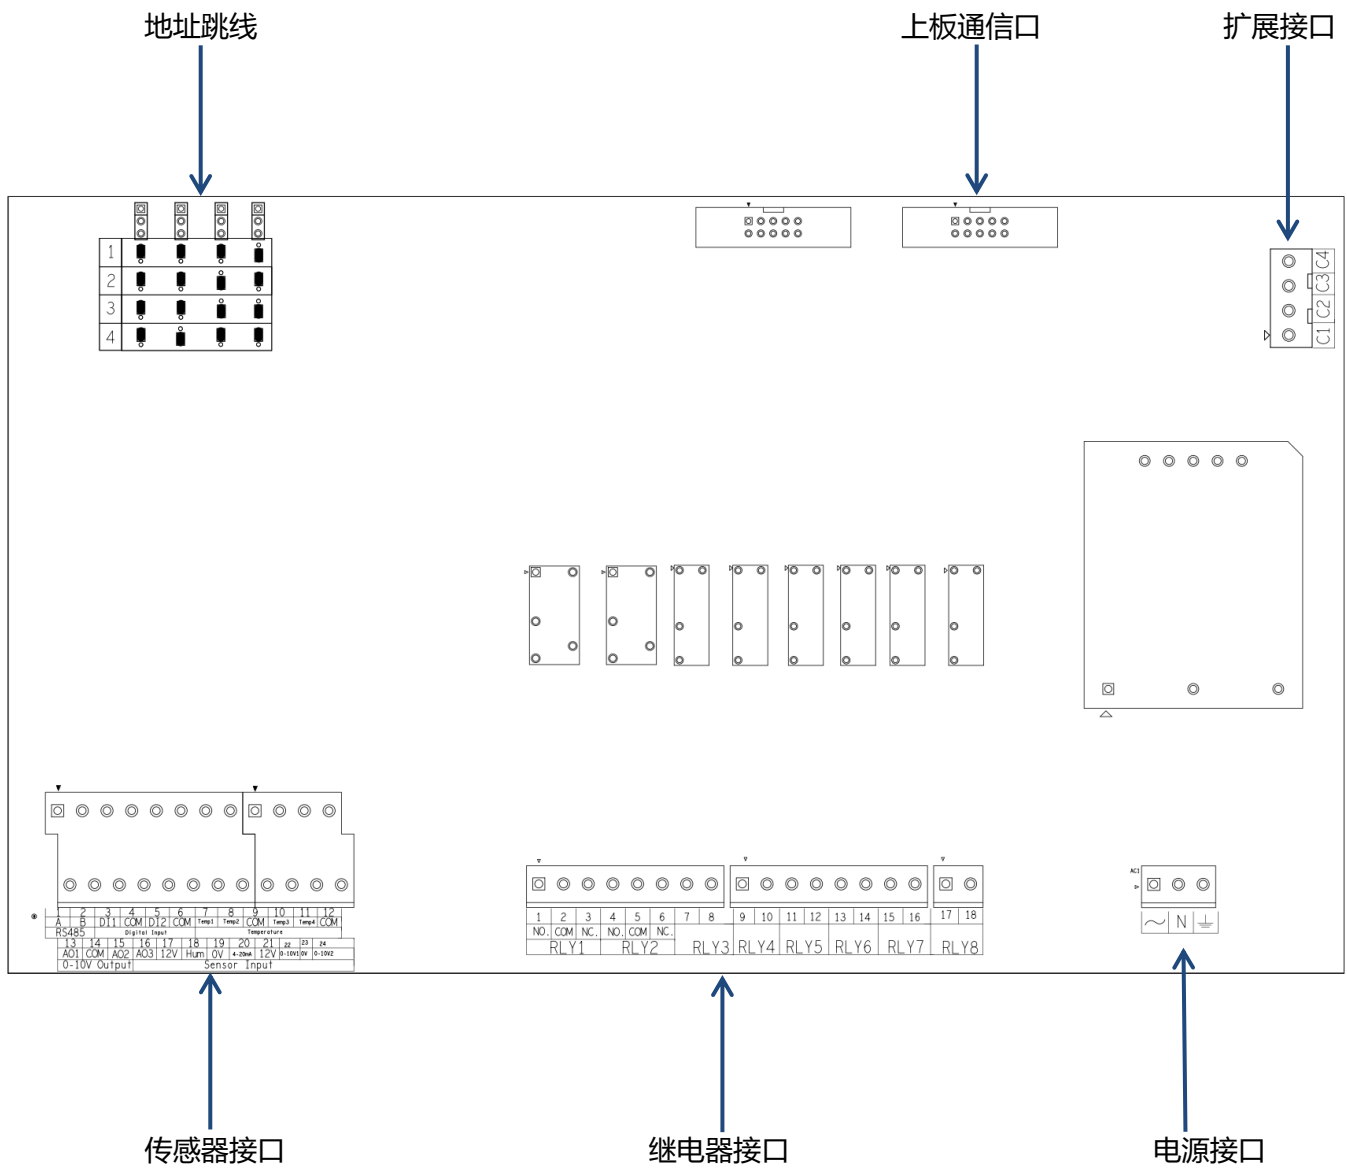 地址跳线 上板通信口 扩展接口
1
2
3
4
C4
C3
C2
C1
AC1
~ N
1 2 3 4 5 6 7 8 9 10 11 12
A B DI1 COM DI2 COM Temp1 Temp2 COM Temp3 Temp4 COM
RS485 Digital Input Temperature
13 14 15 16 17 18 19 20 21 22 23 24
AO1 COM AO2 AO3 12V Hum 0V 4-20mA 12V 0-10V1 0V 0-10V2
0-10V Output Sensor Input
1 2 3 4 5 6 7 8 9 10 11 12 13 14 15 16 17 18
NO. COM NC. NO. COM NC.
RLY1 RLY2 RLY3 RLY4 RLY5 RLY6 RLY7 RLY8
传感器接口 继电器接口 电源接口